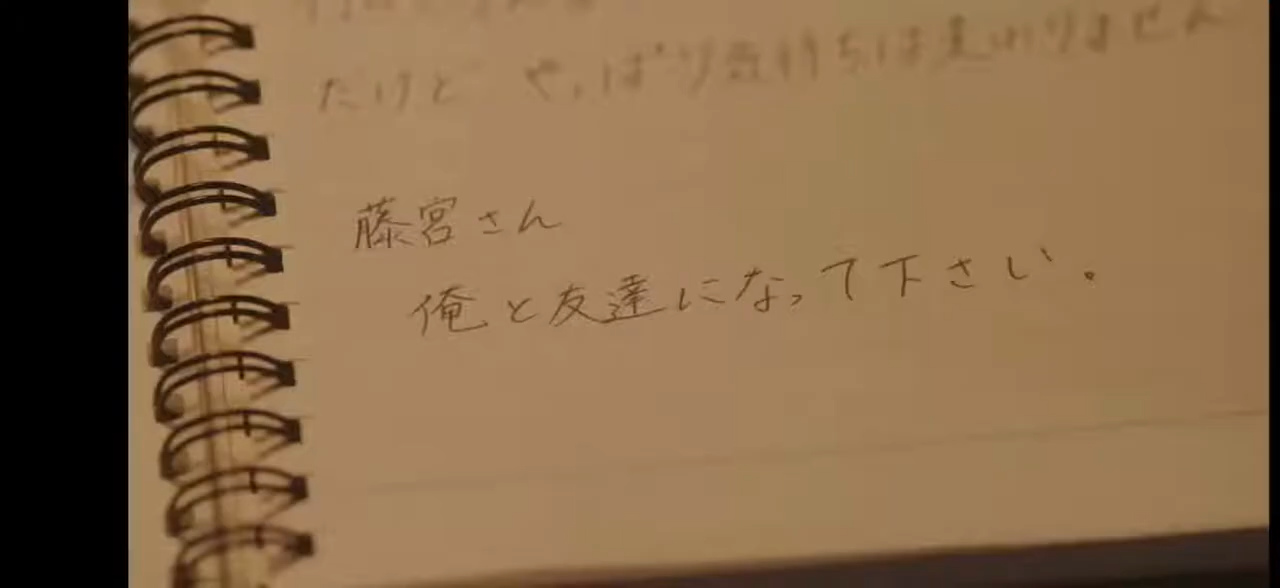 だけど やっぱり気持ちは変わりません
藤宮さん
俺と友達になって下さい。